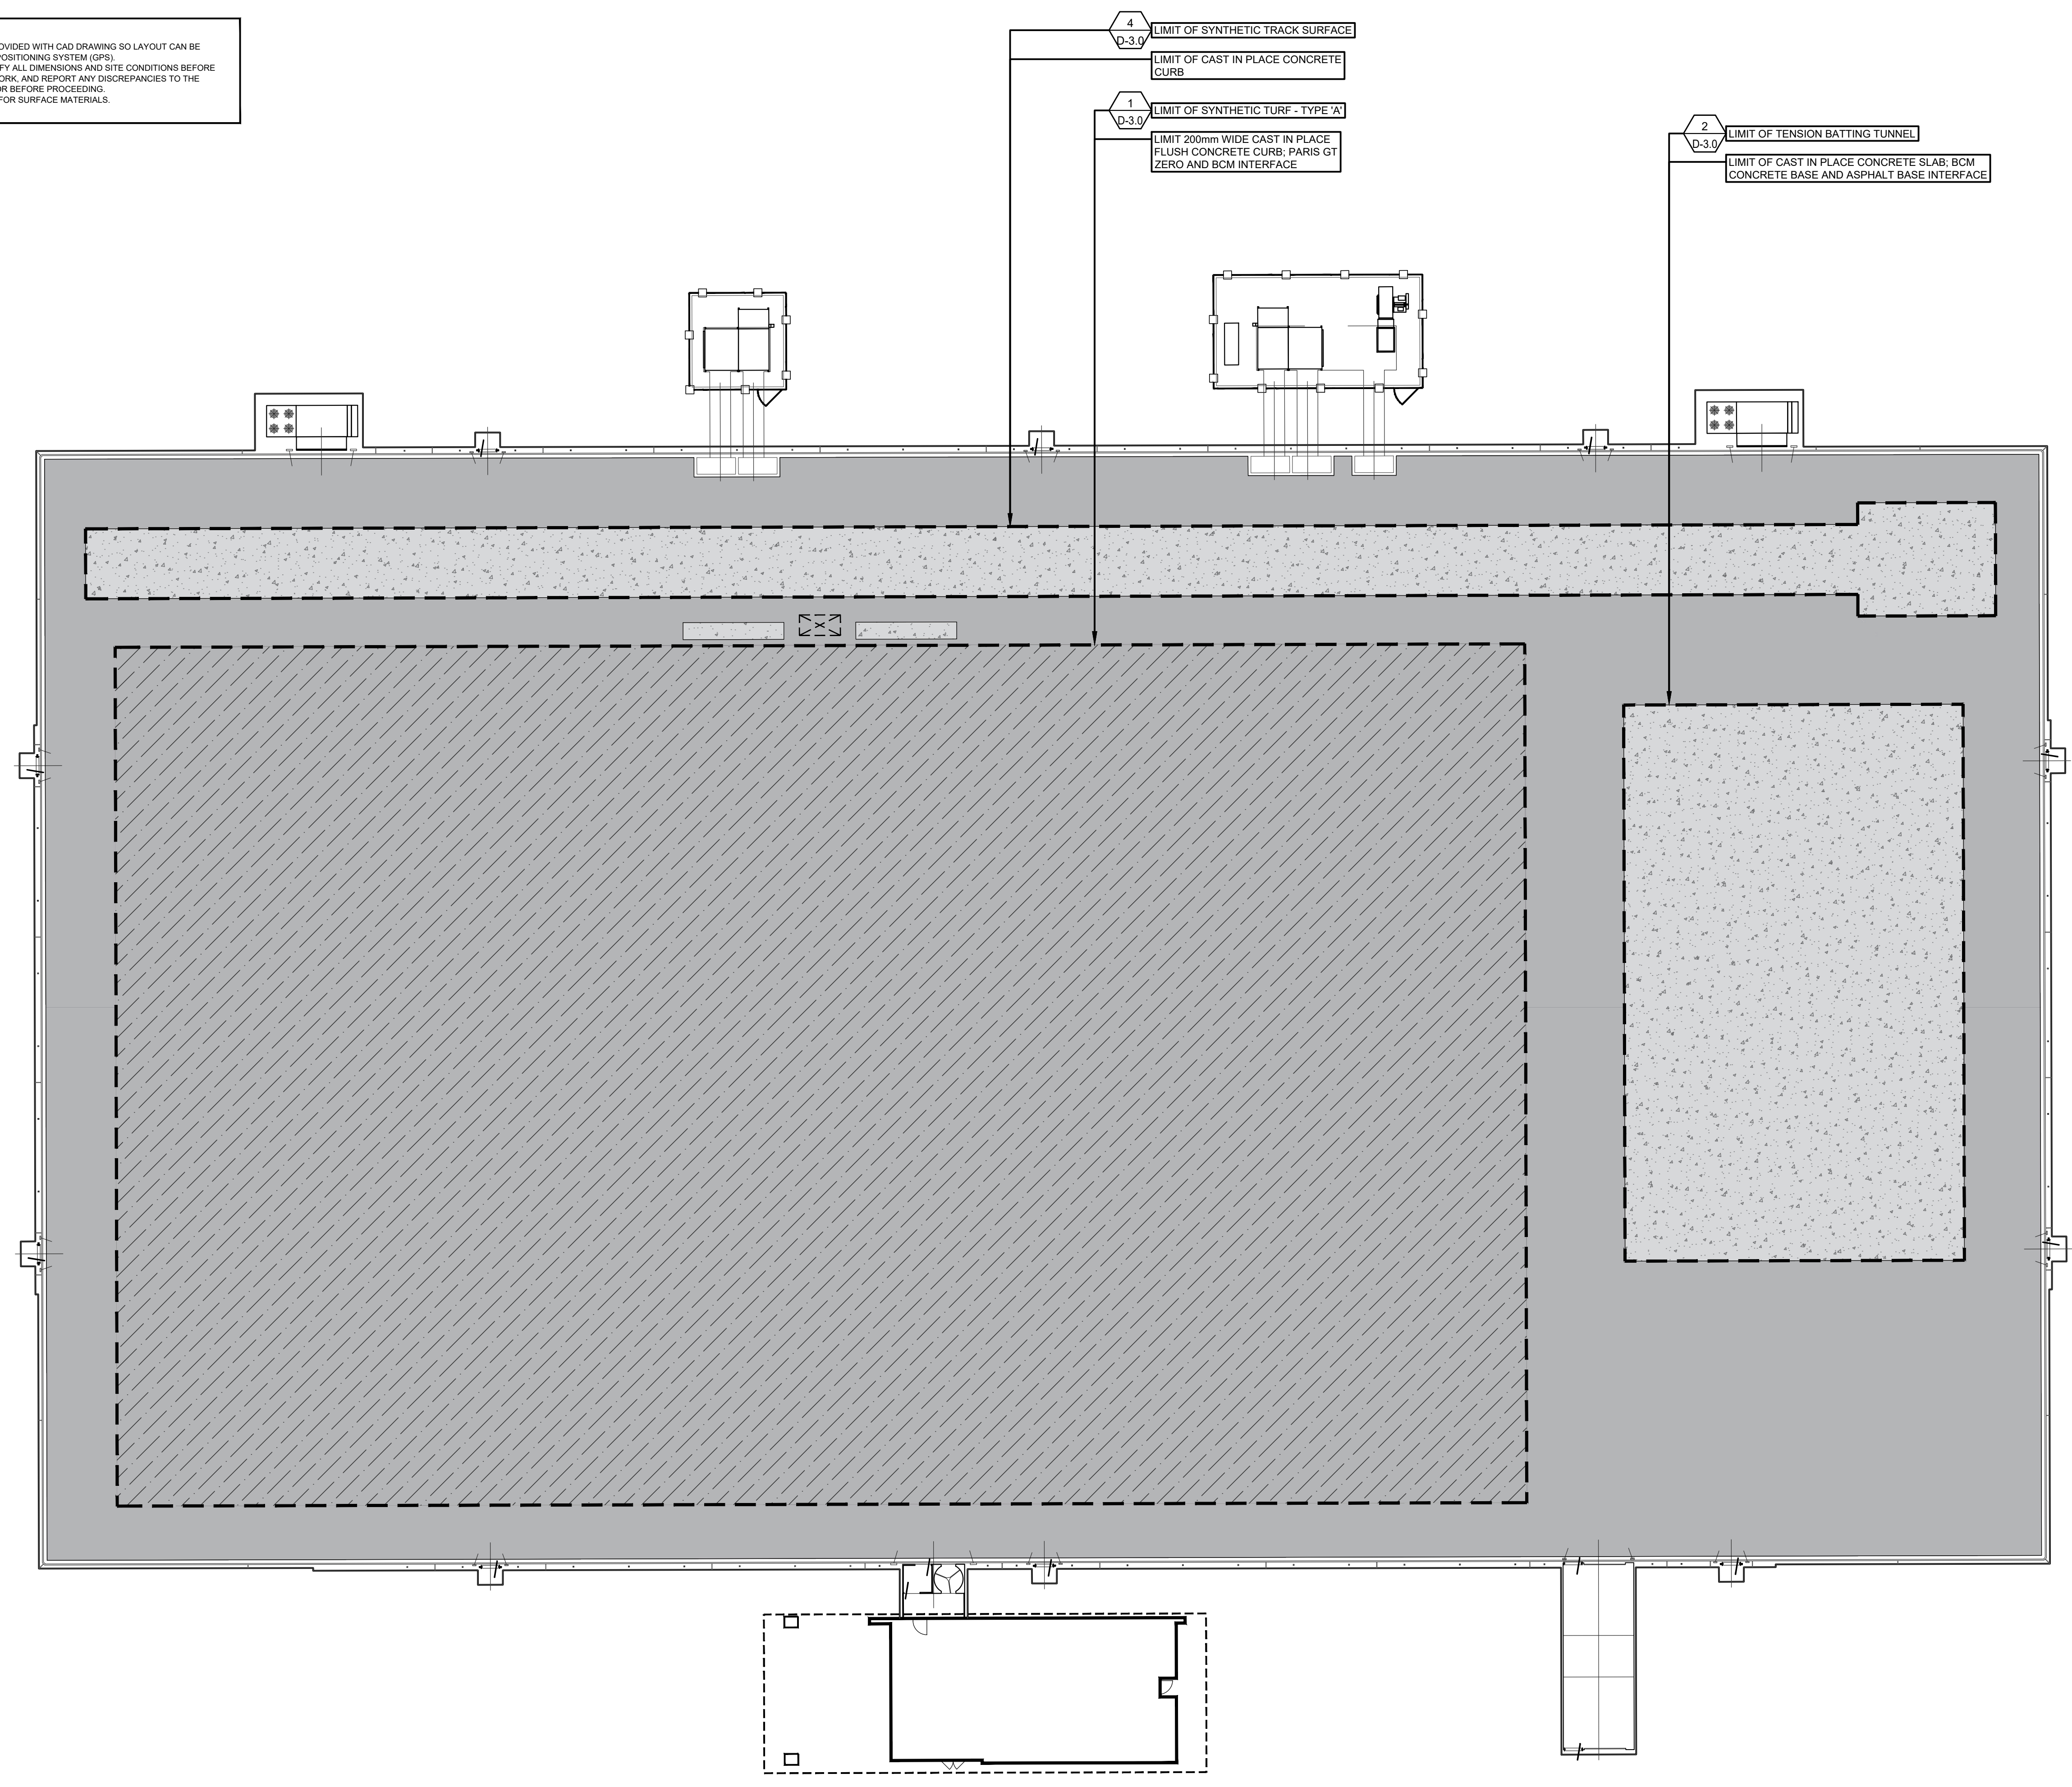 OVIDED WITH CAD DRAWING SO LAYOUT CAN BE
POSITIONING SYSTEM (GPS).
FY ALL DIMENSIONS AND SITE CONDITIONS BEFORE
ORK, AND REPORT ANY DISCREPANCIES TO THE
OR BEFORE PROCEEDING.
FOR SURFACE MATERIALS.
4
D-3.0
LIMIT OF SYNTHETIC TRACK SURFACE
LIMIT OF CAST IN PLACE CONCRETE
CURB
1
D-3.0
LIMIT OF SYNTHETIC TURF - TYPE 'A'
LIMIT 200mm WIDE CAST IN PLACE
FLUSH CONCRETE CURB; PARIS GT
ZERO AND BCM INTERFACE
2
D-3.0
LIMIT OF TENSION BATTING TUNNEL
LIMIT OF CAST IN PLACE CONCRETE SLAB; BCM
CONCRETE BASE AND ASPHALT BASE INTERFACE